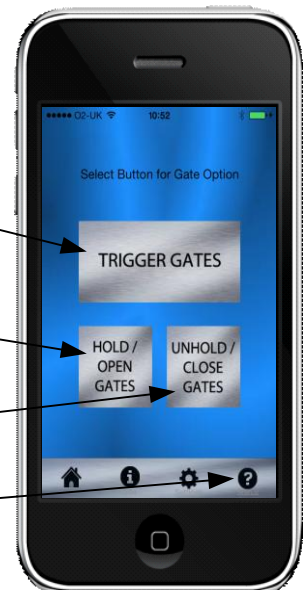 O2-UK 10:52
Select Button for Gate Option
TRIGGER GATES
HOLD /
OPEN
GATES
UNHOLD /
CLOSE
GATES